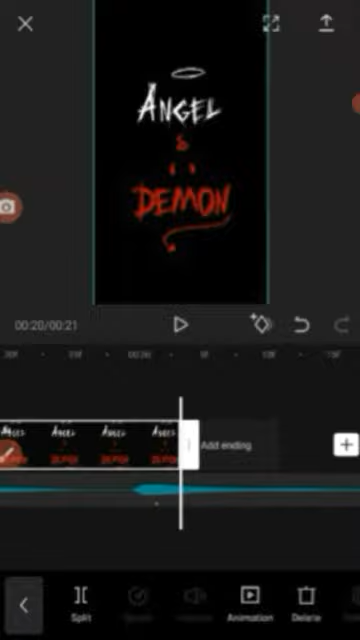 ANGEL
&
DEMON
00:20/00:21
Add ending
Split
Animation
Delete